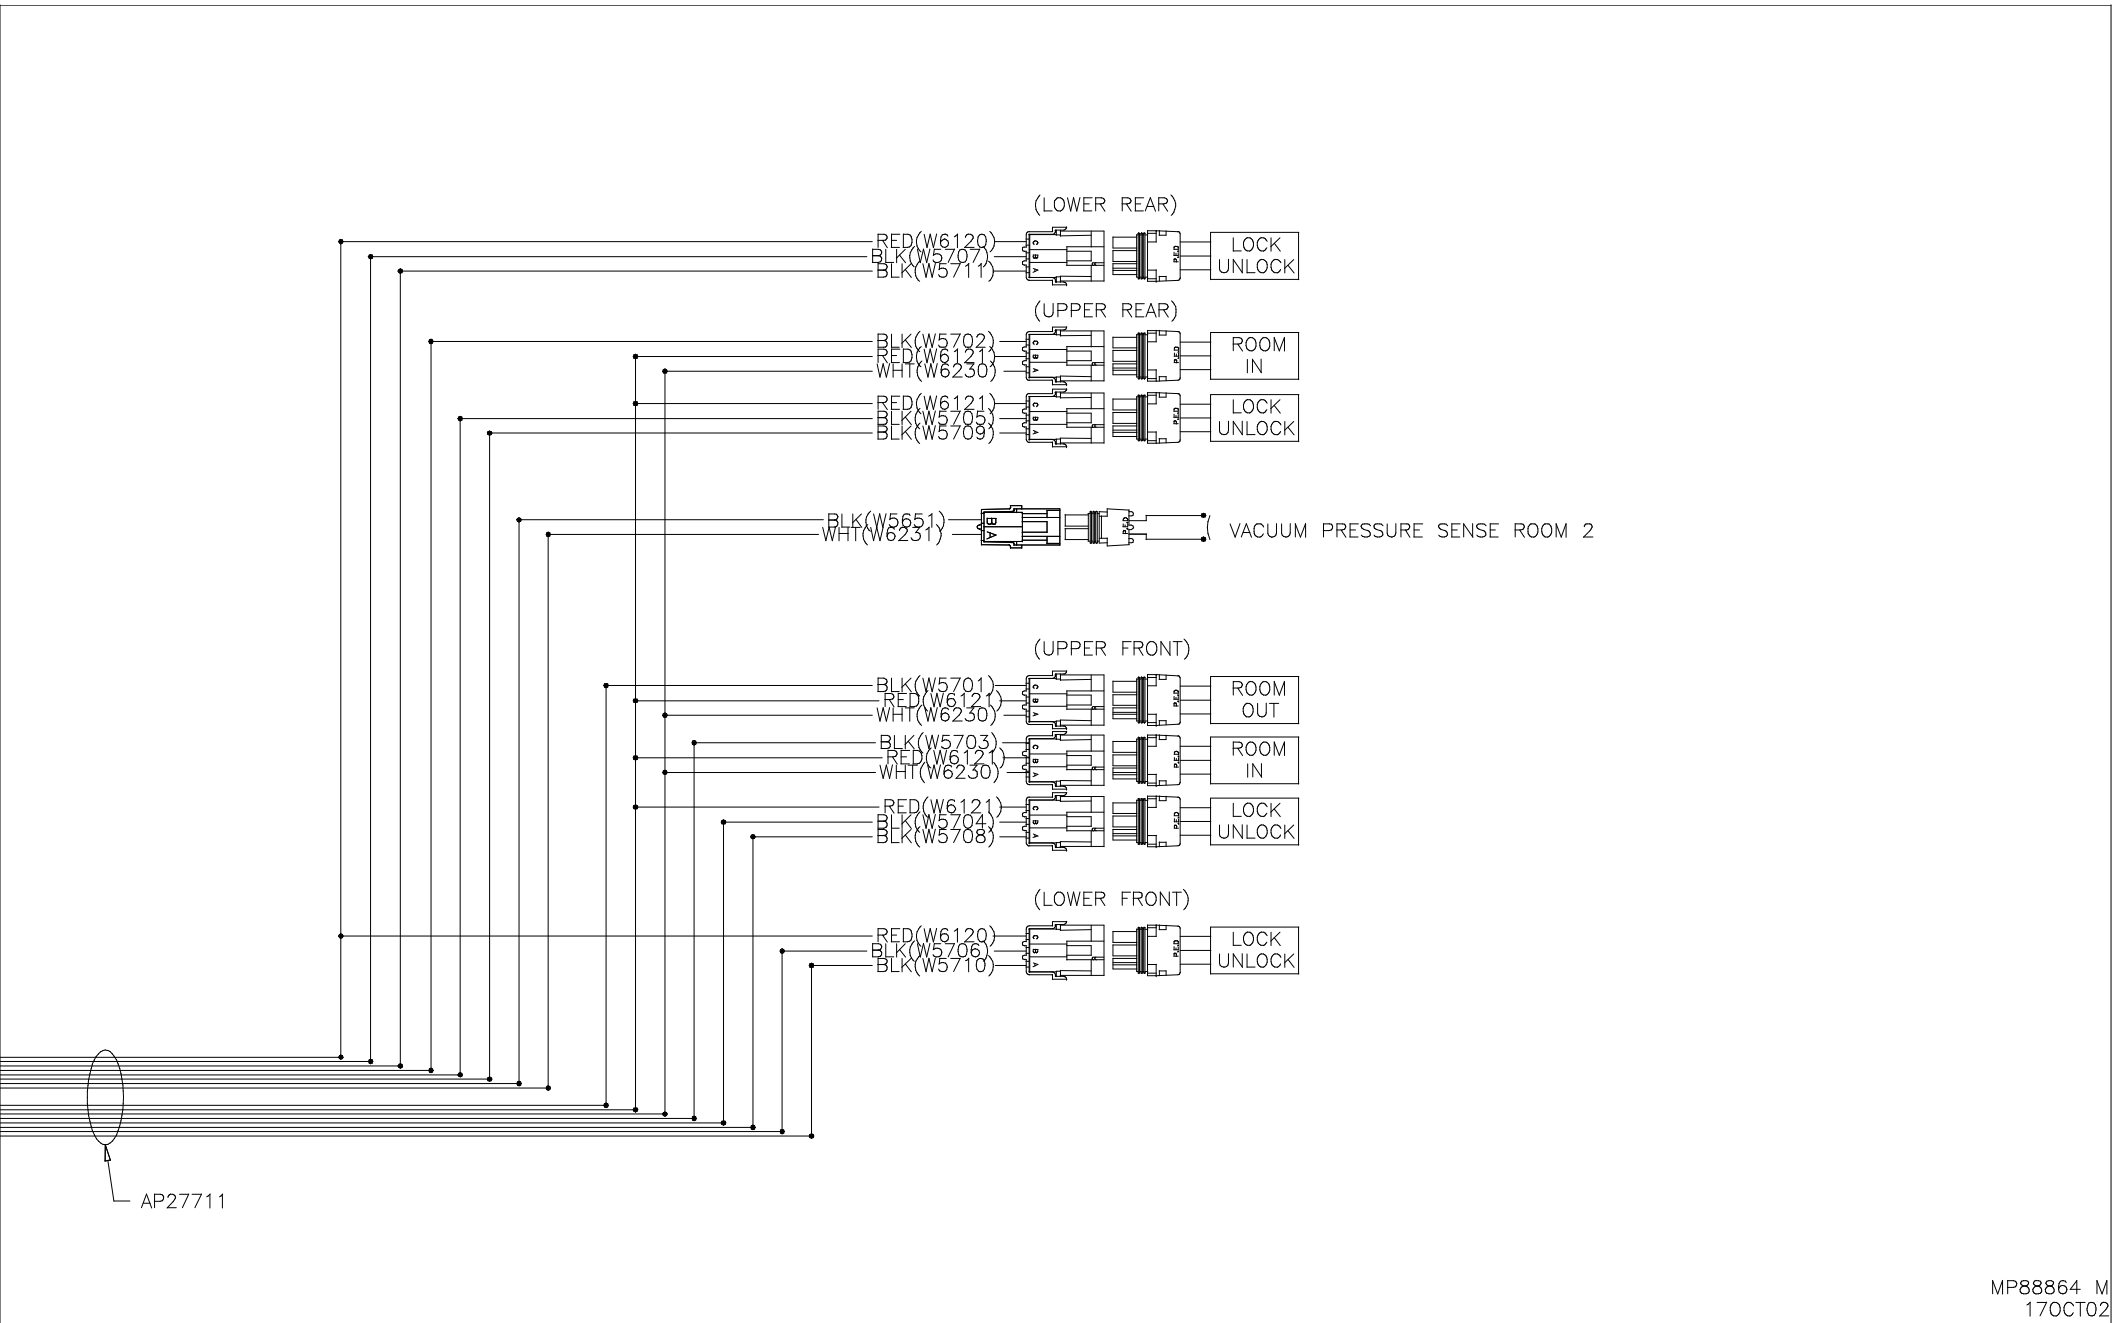 (LOWER REAR)
RED(W6120)
BLK(W5707)
BLK(W5711)
C
B
A
P.E.D
LOCK
UNLOCK
(UPPER REAR)
BLK(W5702)
RED(W6121)
WHT(W6230)
C
B
A
P.E.D
ROOM
IN
RED(W6121)
BLK(W5705)
BLK(W5709)
C
B
A
P.E.D
LOCK
UNLOCK
BLK(W5651)
WHT(W6231)
B
A
P.E.D
VACUUM PRESSURE SENSE ROOM 2
(UPPER FRONT)
BLK(W5701)
RED(W6121)
WHT(W6230)
C
B
A
P.E.D
ROOM
OUT
BLK(W5703)
RED(W6121)
WHT(W6230)
C
B
A
P.E.D
ROOM
IN
RED(W6121)
BLK(W5704)
BLK(W5708)
C
B
A
P.E.D
LOCK
UNLOCK
(LOWER FRONT)
RED(W6120)
BLK(W5706)
BLK(W5710)
C
B
A
P.E.D
LOCK
UNLOCK
AP27711
MP88864 M
17OCT02